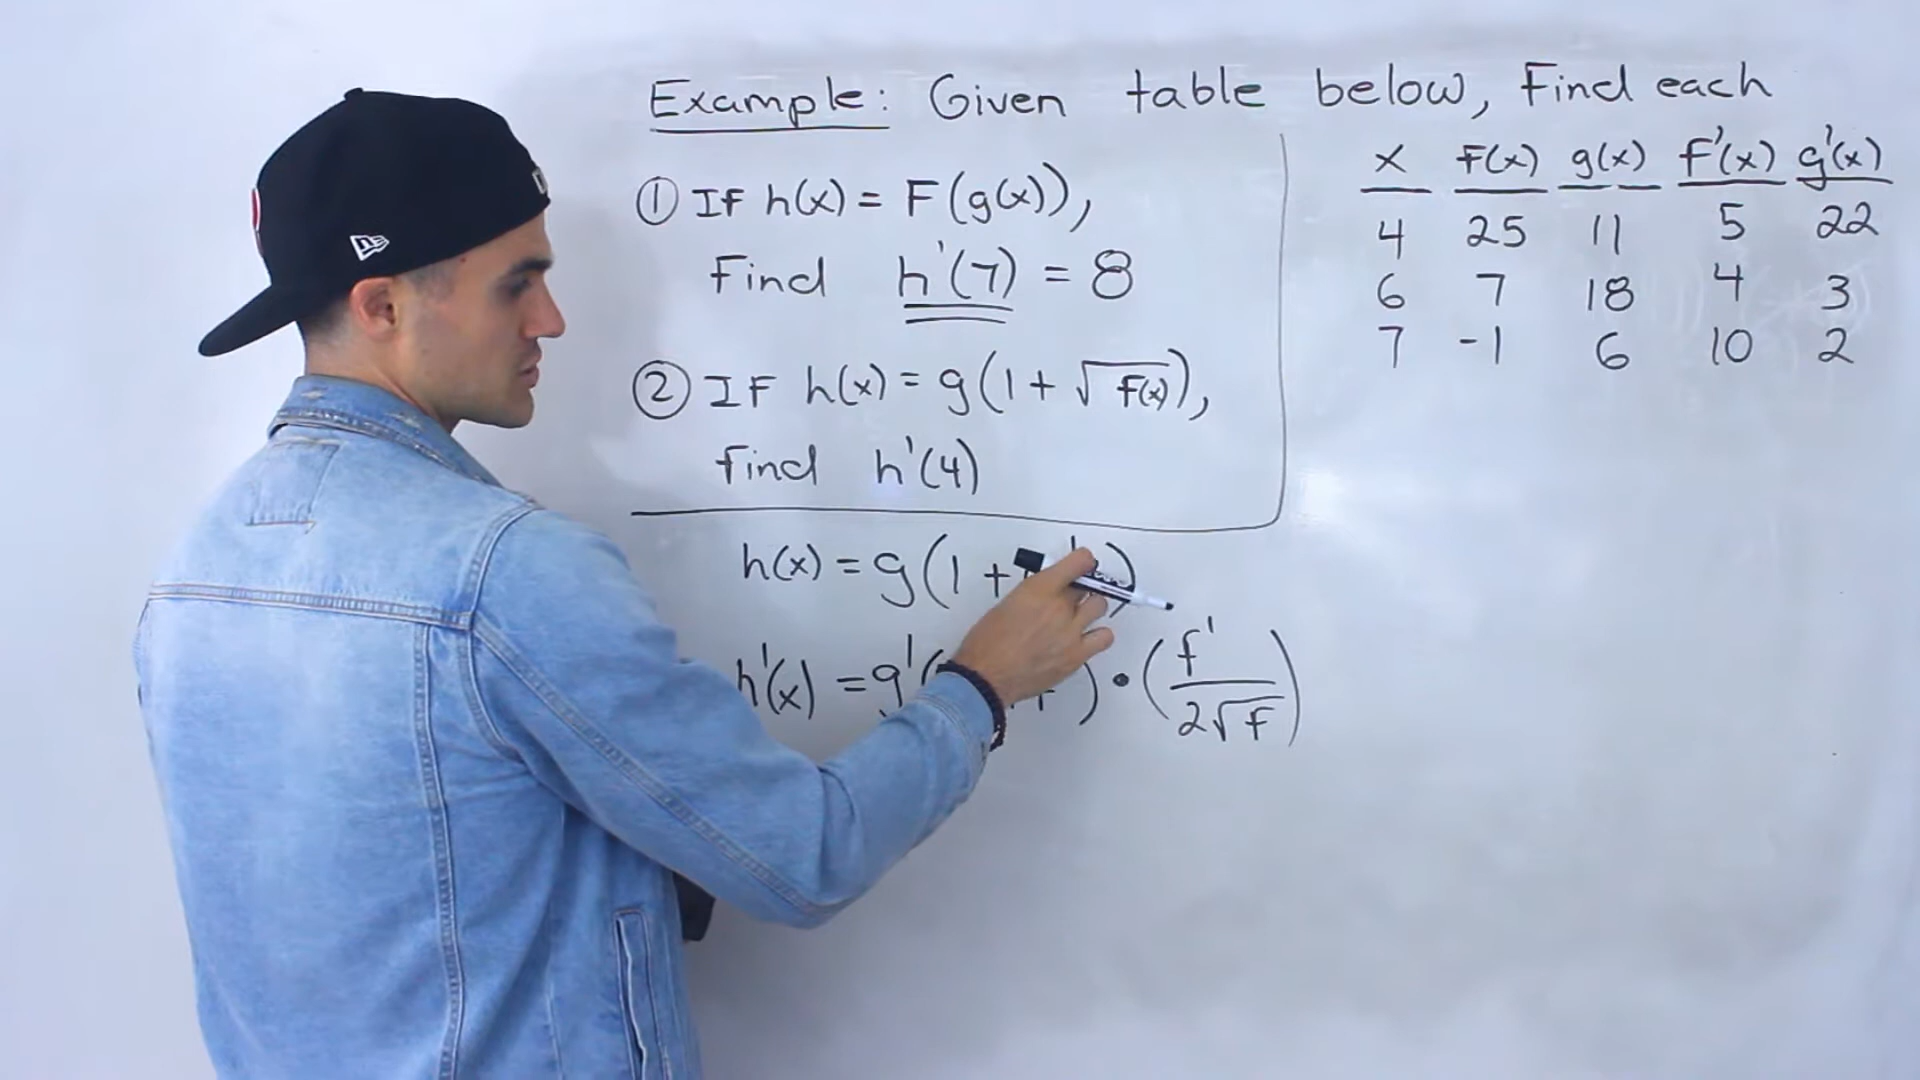 Example: Given table below, Find each
① If h(x) = F(g(x)),
Find h'(7) = 8
② If h(x) = g(1 + √f(x)),
find h'(4)
x F(x) g(x) f'(x) g'(x)
4 25 11 5 22
6 7 18 4 3
7 -1 6 10 2
h(x) = g(1 + )
h'(x) = g'( ) • (f' / 2√f)